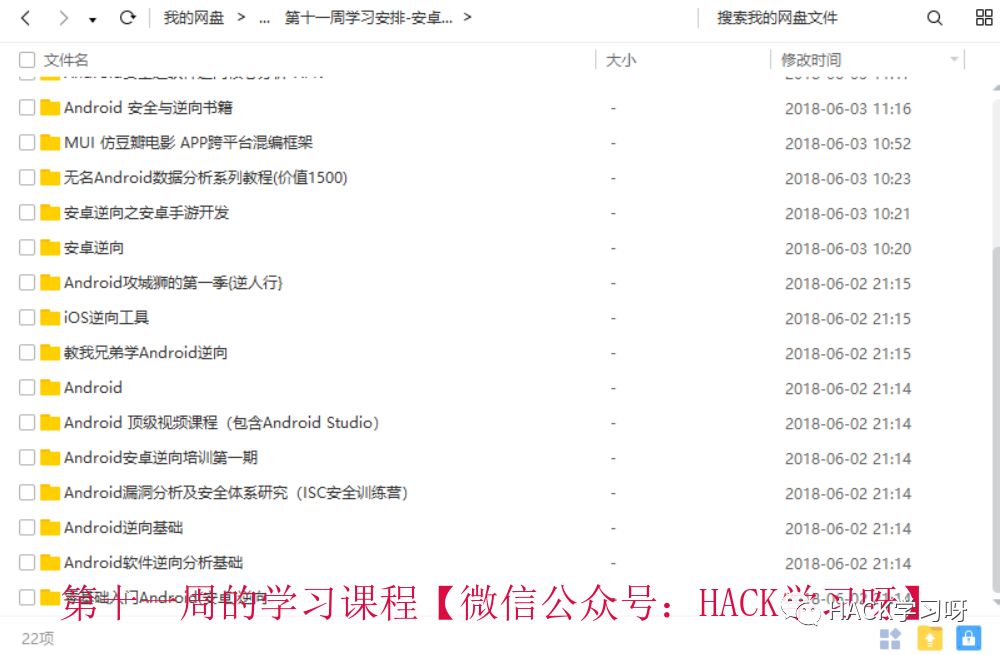 我的网盘 > ... 第十一周学习安排-安卓... > 搜索我的网盘文件
文件名 大小 修改时间
Android 安全与逆向书籍 - 2018-06-03 11:16
MUI 仿豆瓣电影 APP跨平台混编框架 - 2018-06-03 10:52
无名Android数据分析系列教程(价值1500) - 2018-06-03 10:23
安卓逆向之安卓手游开发 - 2018-06-03 10:21
安卓逆向 - 2018-06-03 10:20
Android攻城狮的第一季{逆人行} - 2018-06-02 21:15
iOS逆向工具 - 2018-06-02 21:15
教我兄弟学Android逆向 - 2018-06-02 21:15
Android - 2018-06-02 21:14
Android 顶级视频课程（包含Android Studio） - 2018-06-02 21:14
Android安卓逆向培训第一期 - 2018-06-02 21:14
Android漏洞分析及安全体系研究（ISC安全训练营） - 2018-06-02 21:14
Android逆向基础 - 2018-06-02 21:14
Android软件逆向分析基础 - 2018-06-02 21:14
零基础入门Android(安卓)逆向
第十一周的学习课程【微信公众号：HACK学习呀】
HACK学习呀
22项